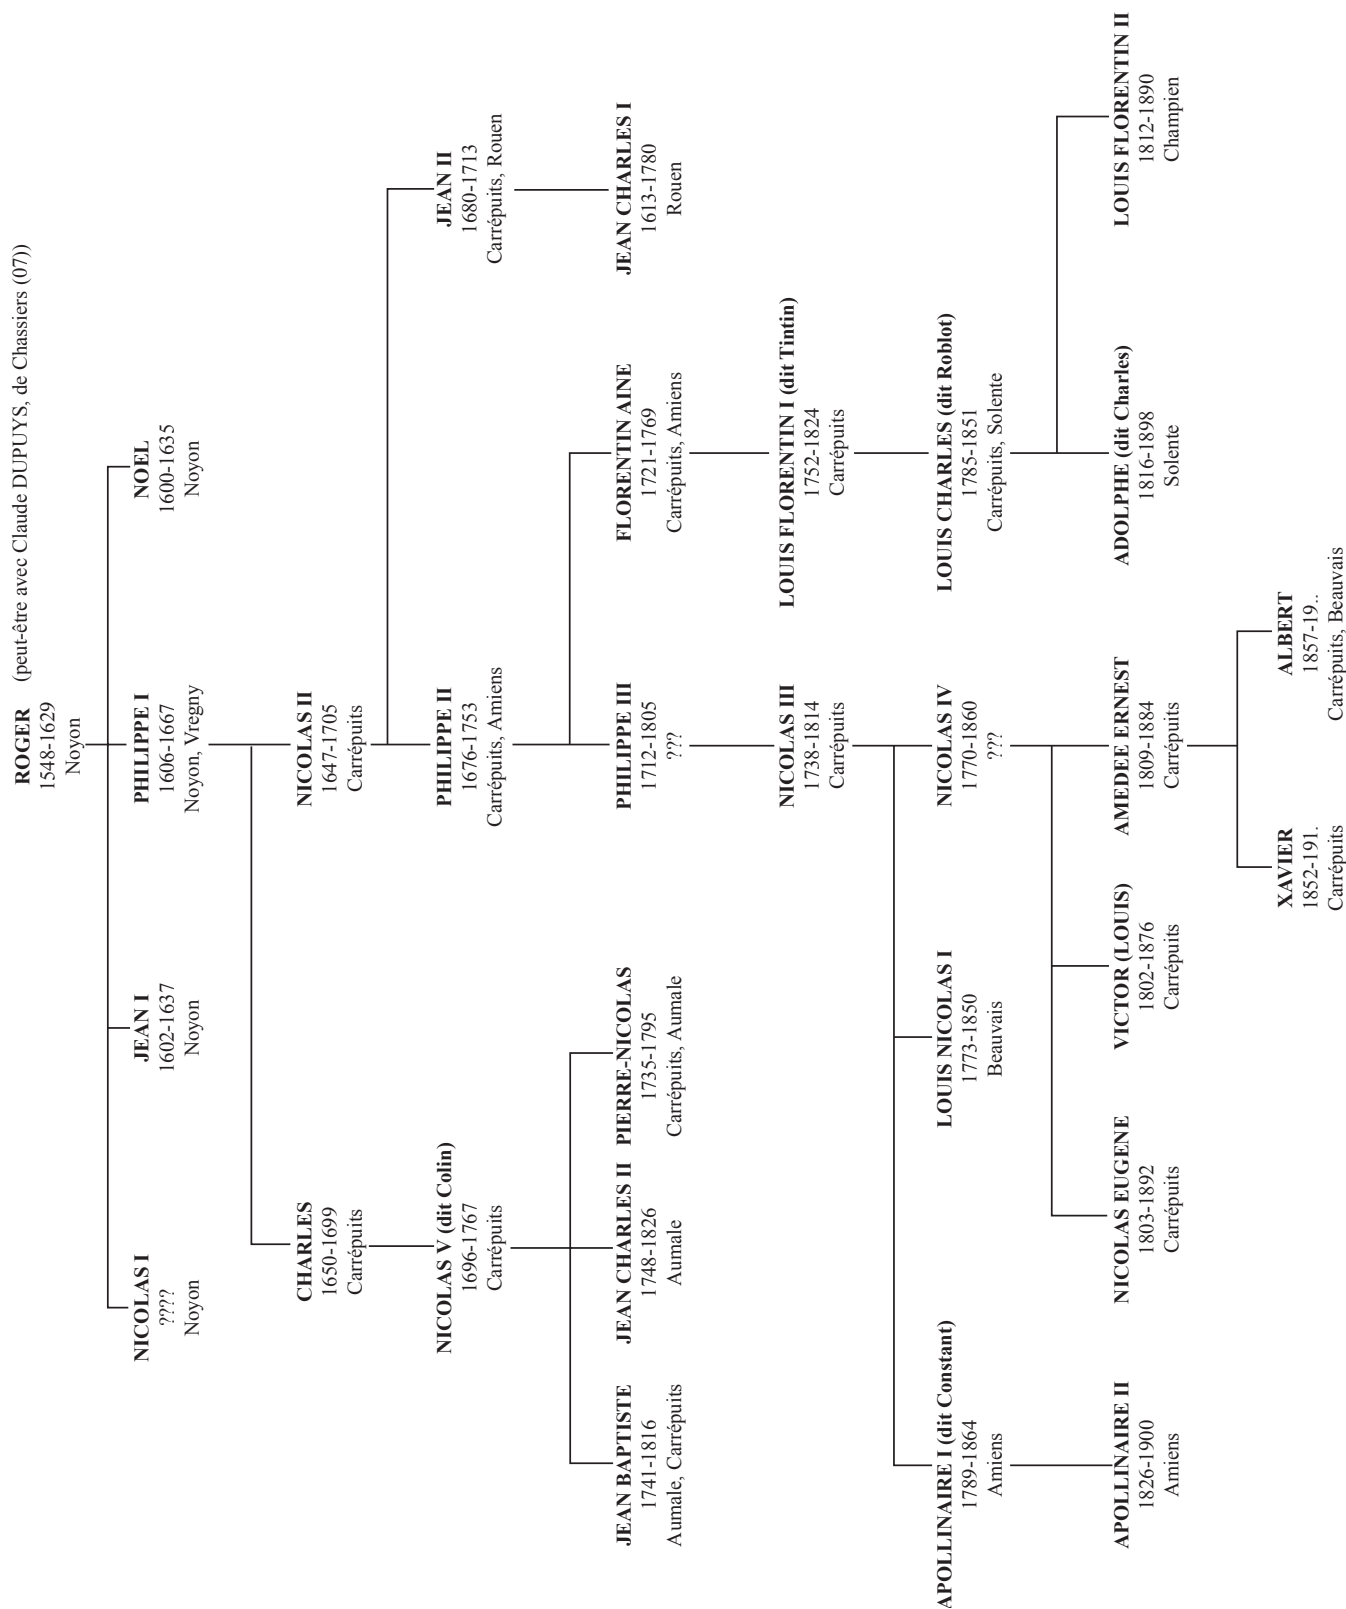 ROGER (peut-être avec Claude DUPUYS, de Chassiers (07))
1548-1629
Noyon
NICOLAS I
????
Noyon
JEAN I
1602-1637
Noyon
PHILIPPE I
1606-1667
Noyon, Vregny
NOEL
1600-1635
Noyon
CHARLES
1650-1699
Carrépuits
NICOLAS II
1647-1705
Carrépuits
NICOLAS V (dit Colin)
1696-1767
Carrépuits
PHILIPPE II
1676-1753
Carrépuits, Amiens
JEAN II
1680-1713
Carrépuits, Rouen
JEAN BAPTISTE
1741-1816
Aumale, Carrépuits
JEAN CHARLES II
1748-1826
Aumale
PIERRE-NICOLAS
1735-1795
Carrépuits, Aumale
PHILIPPE III
1712-1805
???
FLORENTIN AINE
1721-1769
Carrépuits, Amiens
JEAN CHARLES I
1613-1780
Rouen
NICOLAS III
1738-1814
Carrépuits
LOUIS FLORENTIN I (dit Tintin)
1752-1824
Carrépuits
APOLLINAIRE I (dit Constant)
1789-1864
Amiens
LOUIS NICOLAS I
1773-1850
Beauvais
NICOLAS IV
1770-1860
???
LOUIS CHARLES (dit Roblot)
1785-1851
Carrépuits, Solente
APOLLINAIRE II
1826-1900
Amiens
NICOLAS EUGENE
1803-1892
Carrépuits
VICTOR (LOUIS)
1802-1876
Carrépuits
AMEDEE ERNEST
1809-1884
Carrépuits
ADOLPHE (dit Charles)
1816-1898
Solente
LOUIS FLORENTIN II
1812-1890
Champien
XAVIER
1852-191.
Carrépuits
ALBERT
1857-19..
Carrépuits, Beauvais